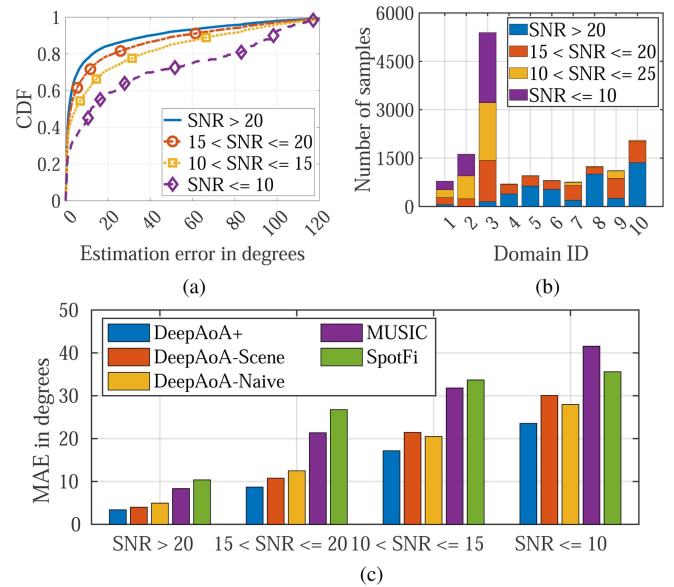 1
0.8
0.6
0.4
0.2
0
CDF
0 20 40 60 80 100 120
Estimation error in degrees
SNR > 20
15 < SNR <= 20
10 < SNR <= 15
SNR <= 10
(a)
6000
4500
3000
1500
0
Number of samples
1 2 3 4 5 6 7 8 9 10
Domain ID
SNR > 20
15 < SNR <= 20
10 < SNR <= 25
SNR <= 10
(b)
50
40
30
20
10
0
MAE in degrees
DeepAoA+
DeepAoA-Scene
DeepAoA-Naive
MUSIC
SpotFi
SNR > 20 15 < SNR <= 20 10 < SNR <= 15 SNR <= 10
(c)